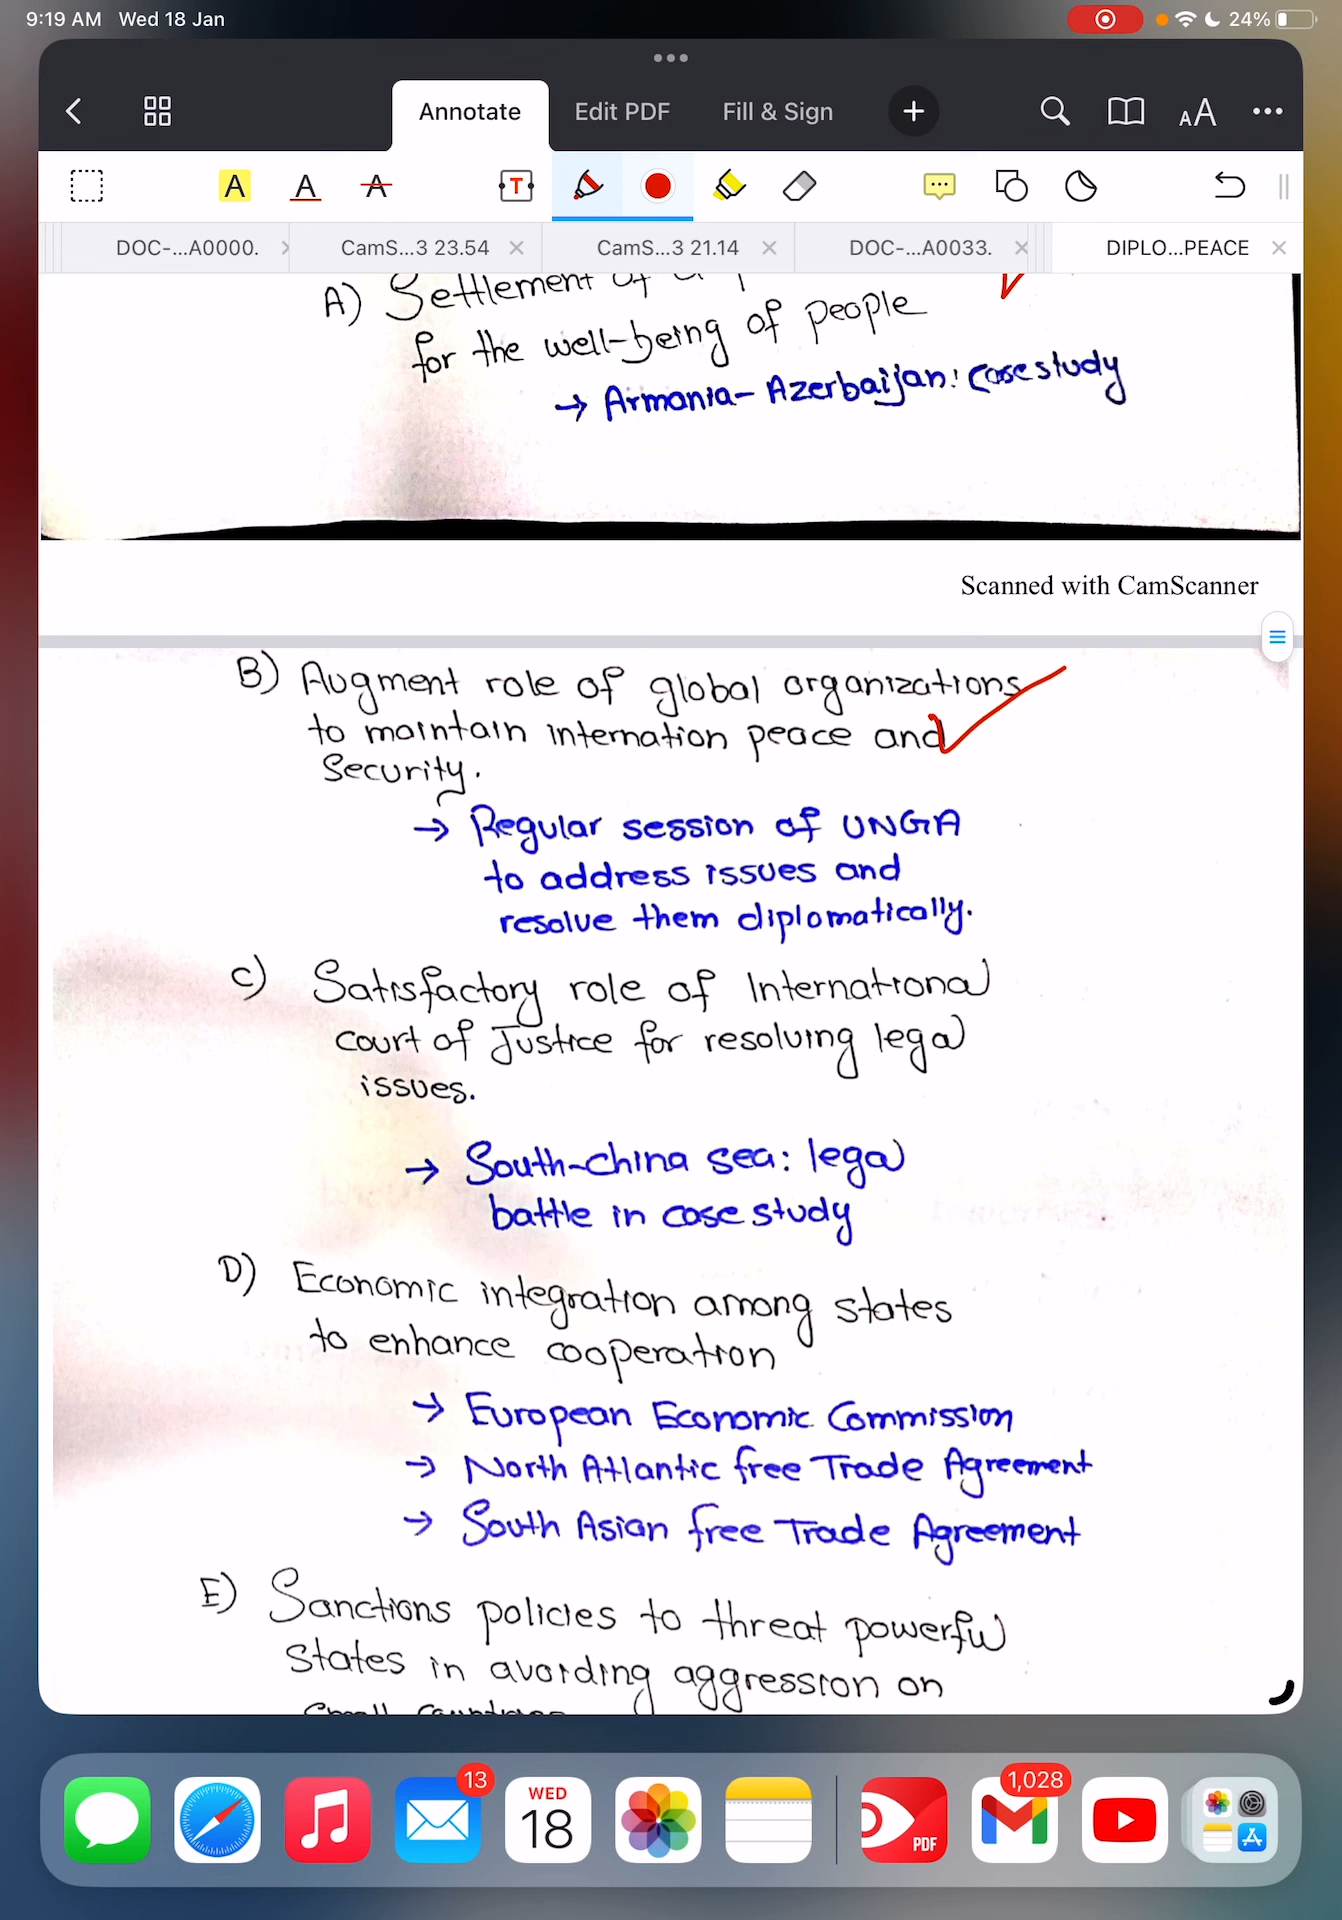 9:19 AM Wed 18 Jan
24%
Annotate
Edit PDF
Fill & Sign
AA
A
A
A
T
DOC-...A0000.
CamS...3 23.54
CamS...3 21.14
DOC-...A0033.
DIPLO...PEACE
A) Settlement of
for the well-being of people
→ Armania-Azerbaijan: case study
Scanned with CamScanner
B) Augment role of global organizations
to maintain internation peace and
Security.
→ Regular session of UNGA
to address issues and
resolve them diplomatically.
C) Satisfactory role of International
court of Justice for resolving legal
issues.
→ South-china sea: legal
battle in case study
D) Economic integration among states
to enhance cooperation
→ European Economic Commission
→ North Atlantic free Trade Agreement
→ South Asian free Trade Agreement
E) Sanctions policies to threat powerful
states in avoiding aggression on
small countries
13
WED
18
PDF
1,028